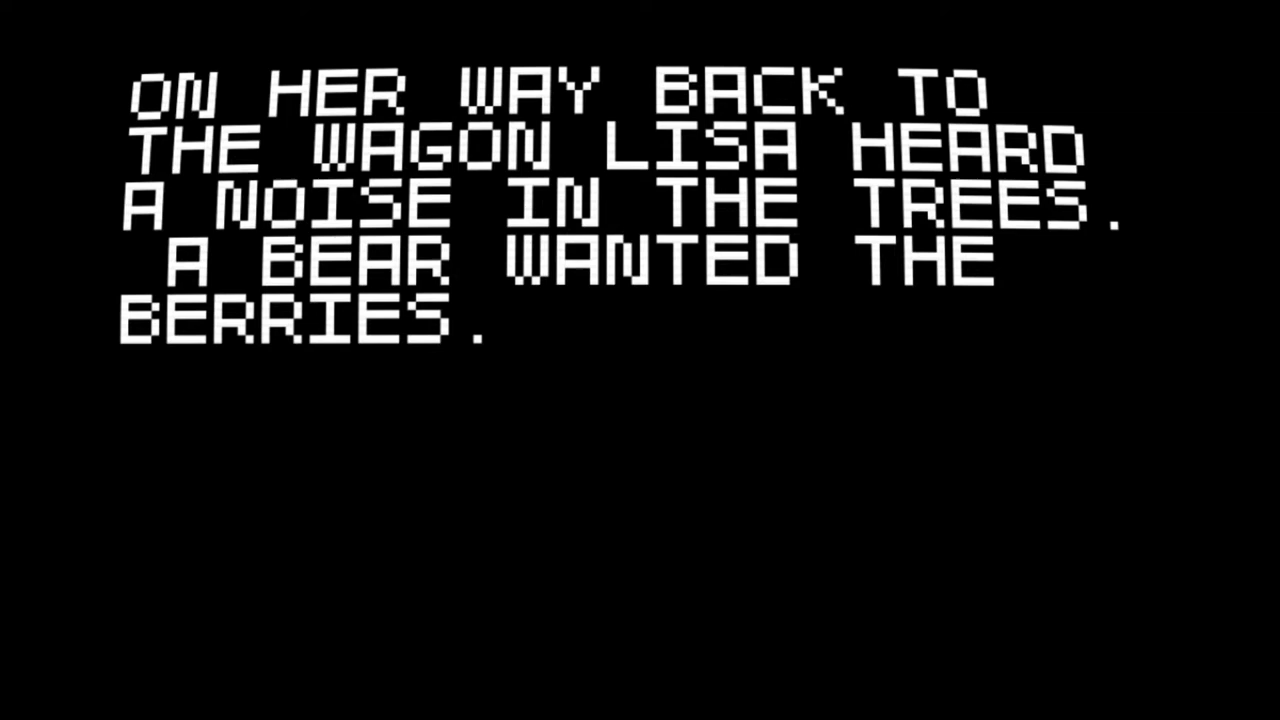 ON HER WAY BACK TO
THE WAGON LISA HEARD
A NOISE IN THE TREES.
A BEAR WANTED THE
BERRIES.